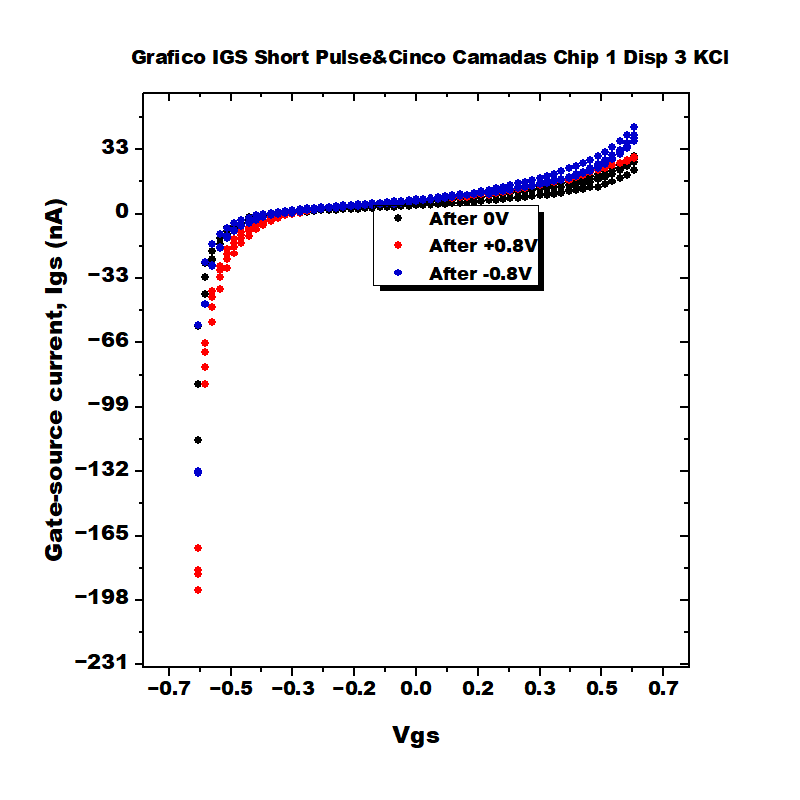 Grafico IGS Short Pulse&Cinco Camadas Chip 1 Disp 3 KCl
Gate-source current, Igs (nA)
33
0
−33
−66
−99
−132
−165
−198
−231
After 0V
After +0.8V
After -0.8V
−0.7 −0.5 −0.3 −0.2 0.0 0.2 0.3 0.5 0.7
Vgs